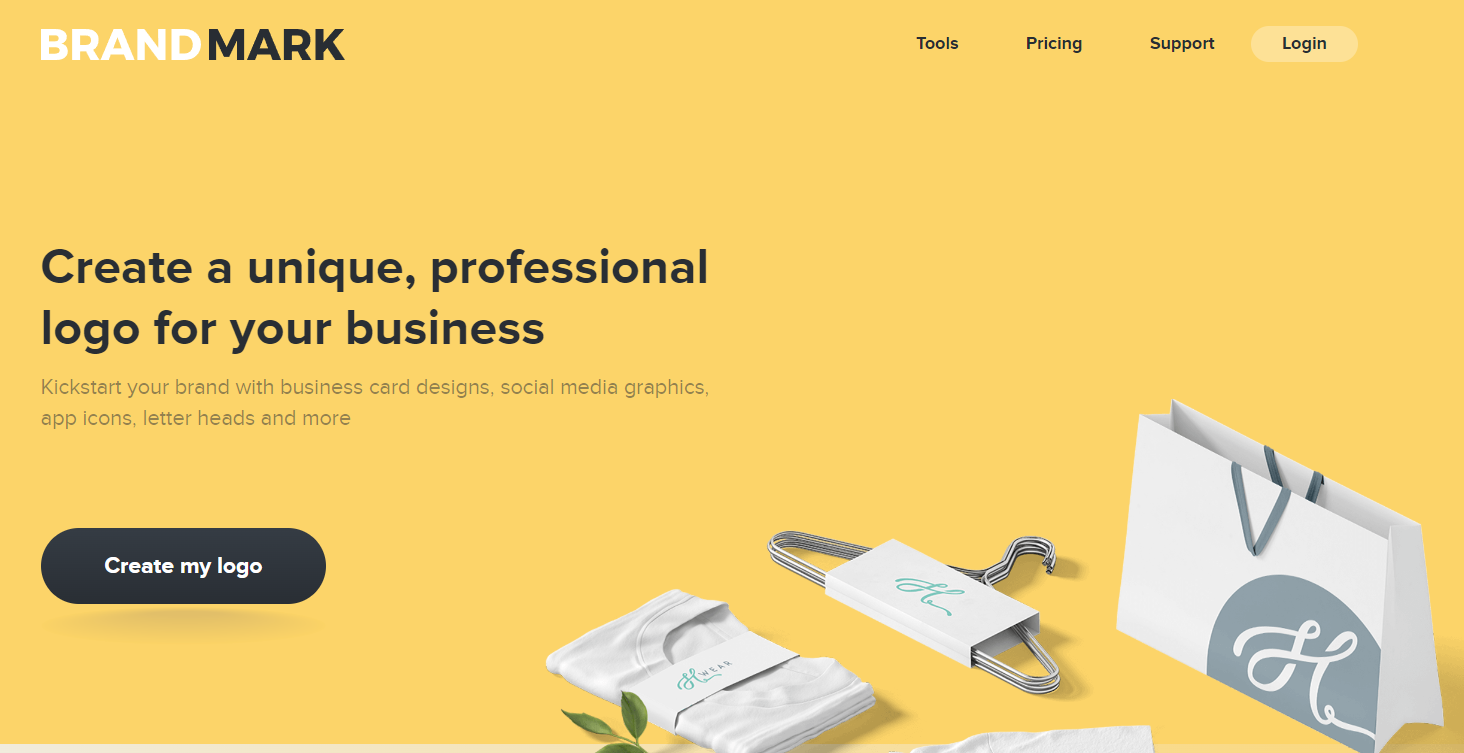 BRANDMARK
Tools Pricing Support Login
Create a unique, professional
logo for your business
Kickstart your brand with business card designs, social media graphics,
app icons, letter heads and more
Create my logo
H
H WEAR
H